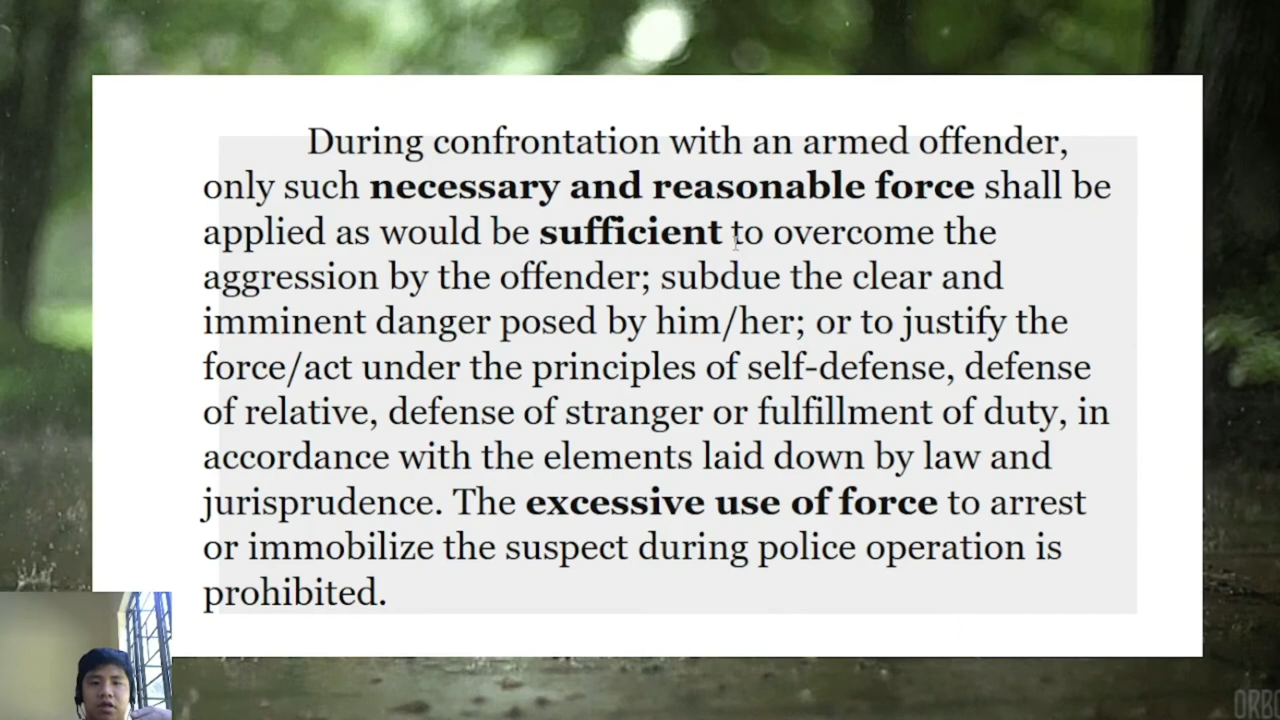 During confrontation with an armed offender,
only such necessary and reasonable force shall be
applied as would be sufficient to overcome the
aggression by the offender; subdue the clear and
imminent danger posed by him/her; or to justify the
force/act under the principles of self-defense, defense
of relative, defense of stranger or fulfillment of duty, in
accordance with the elements laid down by law and
jurisprudence. The excessive use of force to arrest
or immobilize the suspect during police operation is
prohibited.